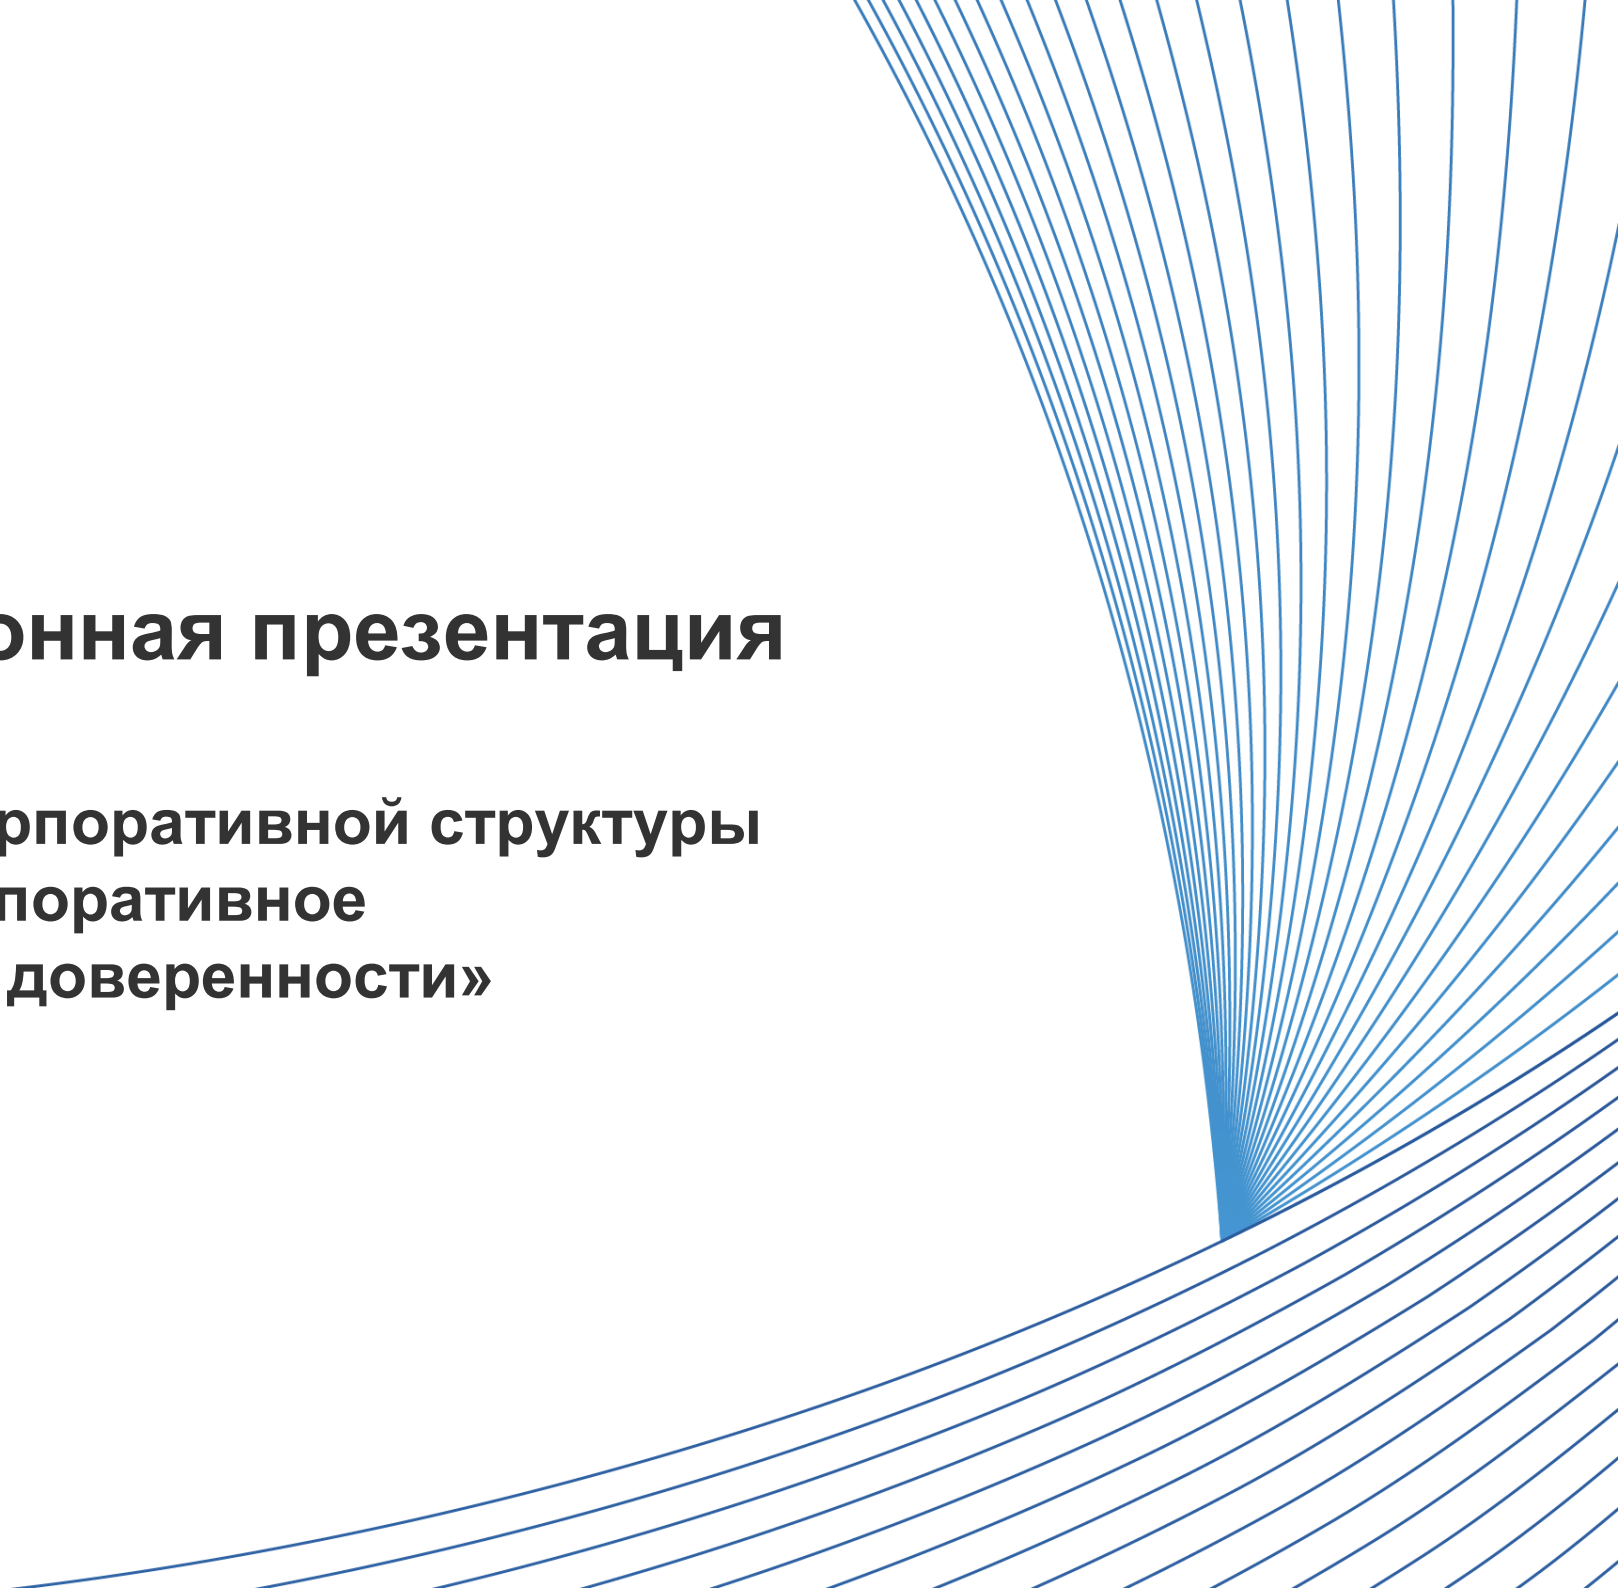 онная презентация
рпоративной структуры
поративное
доверенности»